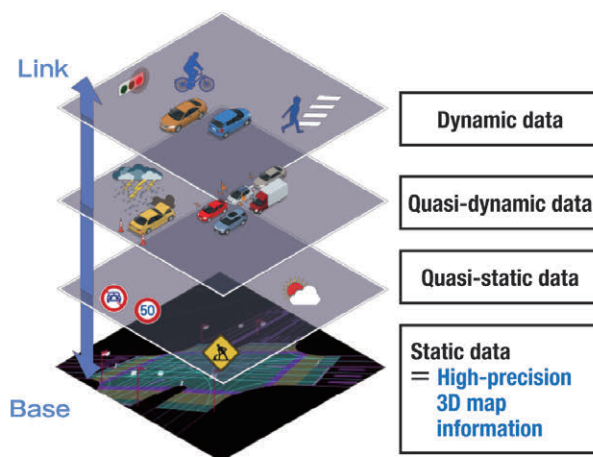 Link
Dynamic data
Quasi-dynamic data
Quasi-static data
50
Static data
= High-precision
3D map
information
Base